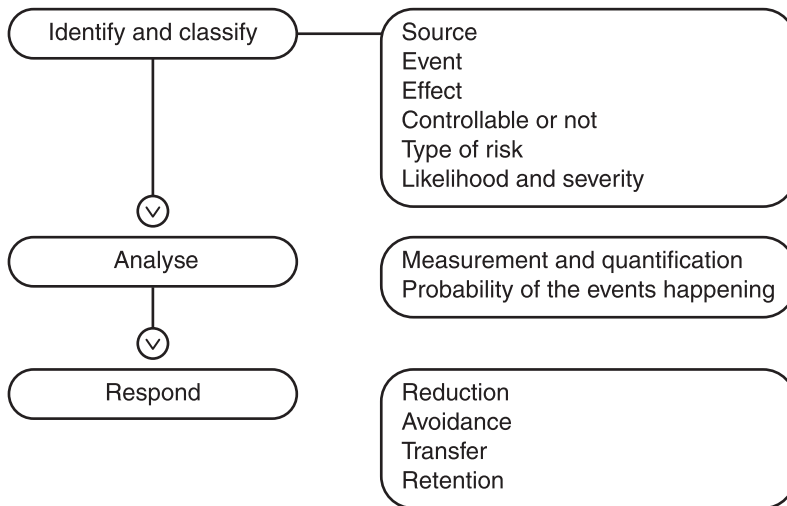 Identify and classify
Source
Event
Effect
Controllable or not
Type of risk
Likelihood and severity
Analyse
Measurement and quantification
Probability of the events happening
Respond
Reduction
Avoidance
Transfer
Retention